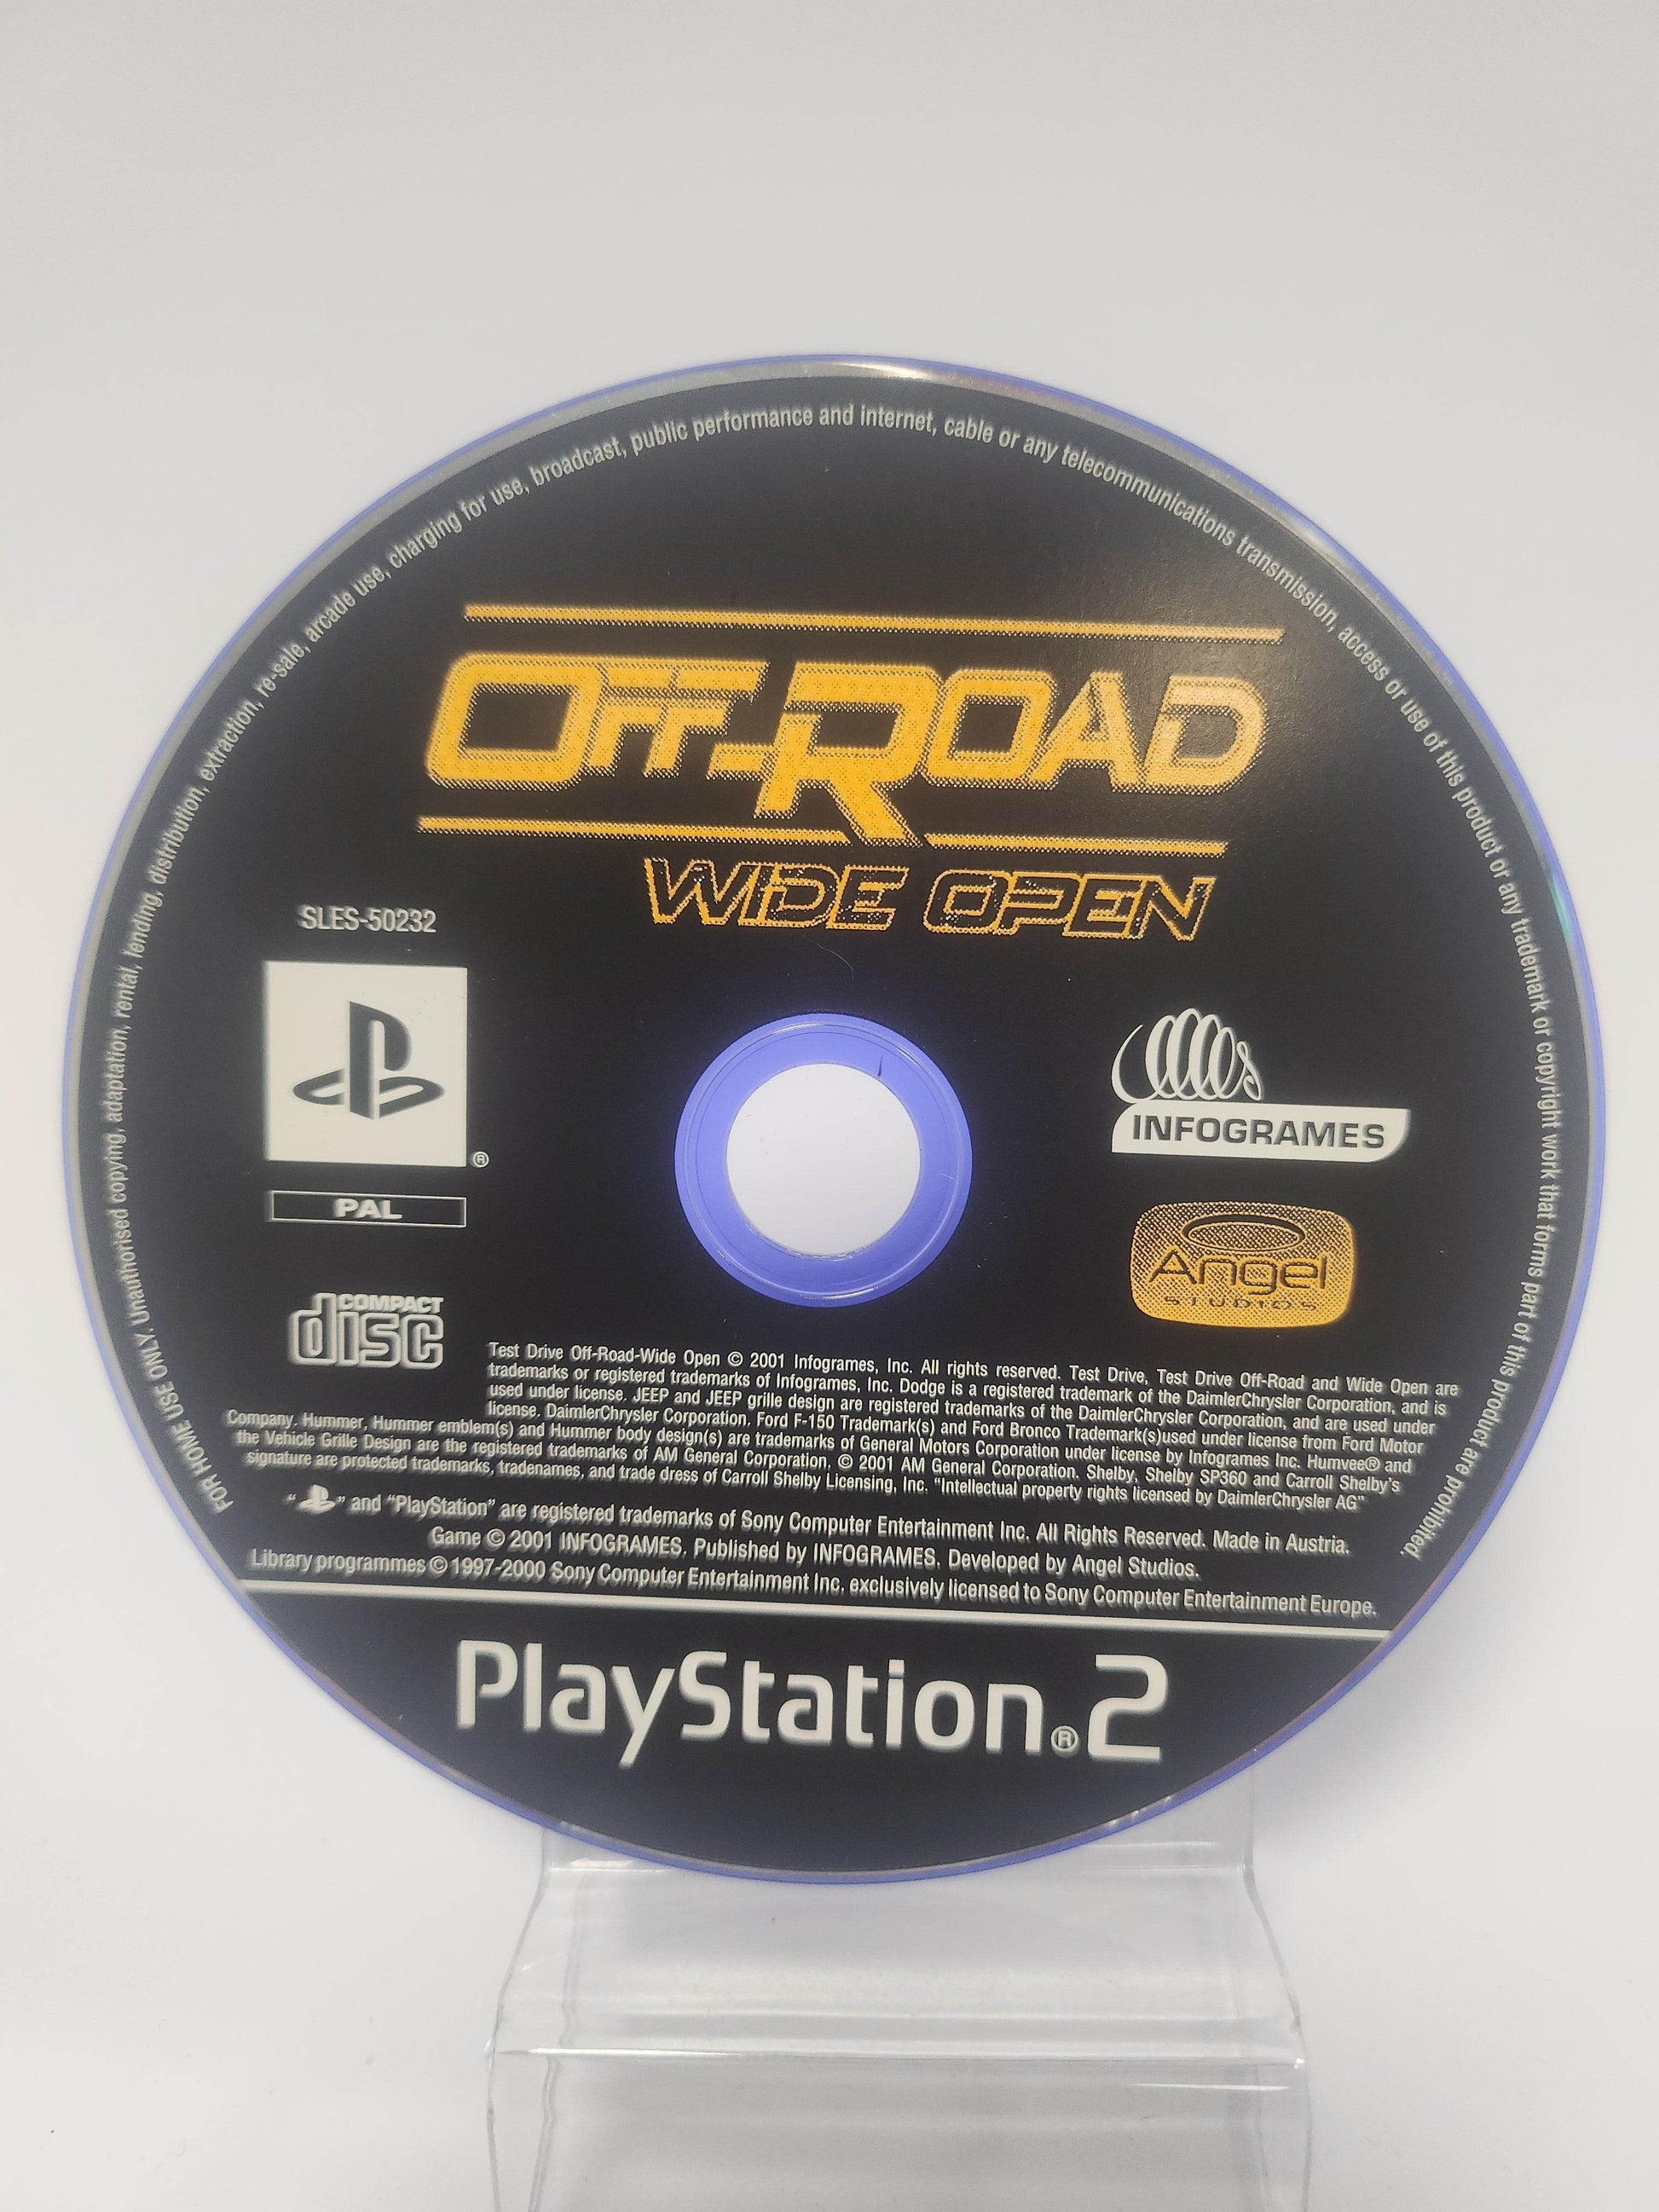 FOR HOME USE ONLY. Unauthorised copying, adaptation, rental, lending, distribution, extraction, re-sale, arcade use, charging for use, broadcast, public performance and internet, cable or any telecommunications transmission, access or use of this product or any trademark or copyright work that forms part of this product are prohibited.
OFF-ROAD
WIDE OPEN
SLES-50232
®
PAL
COMPACT
disc
INFOGRAMES
Angel
STUDIOS
Test Drive Off-Road-Wide Open © 2001 Infogrames, Inc. All rights reserved. Test Drive, Test Drive Off-Road and Wide Open are
trademarks or registered trademarks of Infogrames, Inc. Dodge is a registered trademark of the DaimlerChrysler Corporation, and is
used under license. JEEP and JEEP grille design are registered trademarks of the DaimlerChrysler Corporation, and are used under
license. DaimlerChrysler Corporation. Ford F-150 Trademark(s) and Ford Bronco Trademark(s)used under license from Ford Motor
Company. Hummer, Hummer emblem(s) and Hummer body design(s) are trademarks of General Motors Corporation under license by Infogrames Inc. Humvee® and
the Vehicle Grille Design are the registered trademarks of AM General Corporation. © 2001 AM General Corporation. Shelby, Shelby SP360 and Carroll Shelby's
signature are protected trademarks, tradenames, and trade dress of Carroll Shelby Licensing, Inc. "Intellectual property rights licensed by DaimlerChrysler AG"
" " and "PlayStation" are registered trademarks of Sony Computer Entertainment Inc. All Rights Reserved. Made in Austria.
Game © 2001 INFOGRAMES. Published by INFOGRAMES. Developed by Angel Studios.
Library programmes © 1997-2000 Sony Computer Entertainment Inc. exclusively licensed to Sony Computer Entertainment Europe.
PlayStation®2